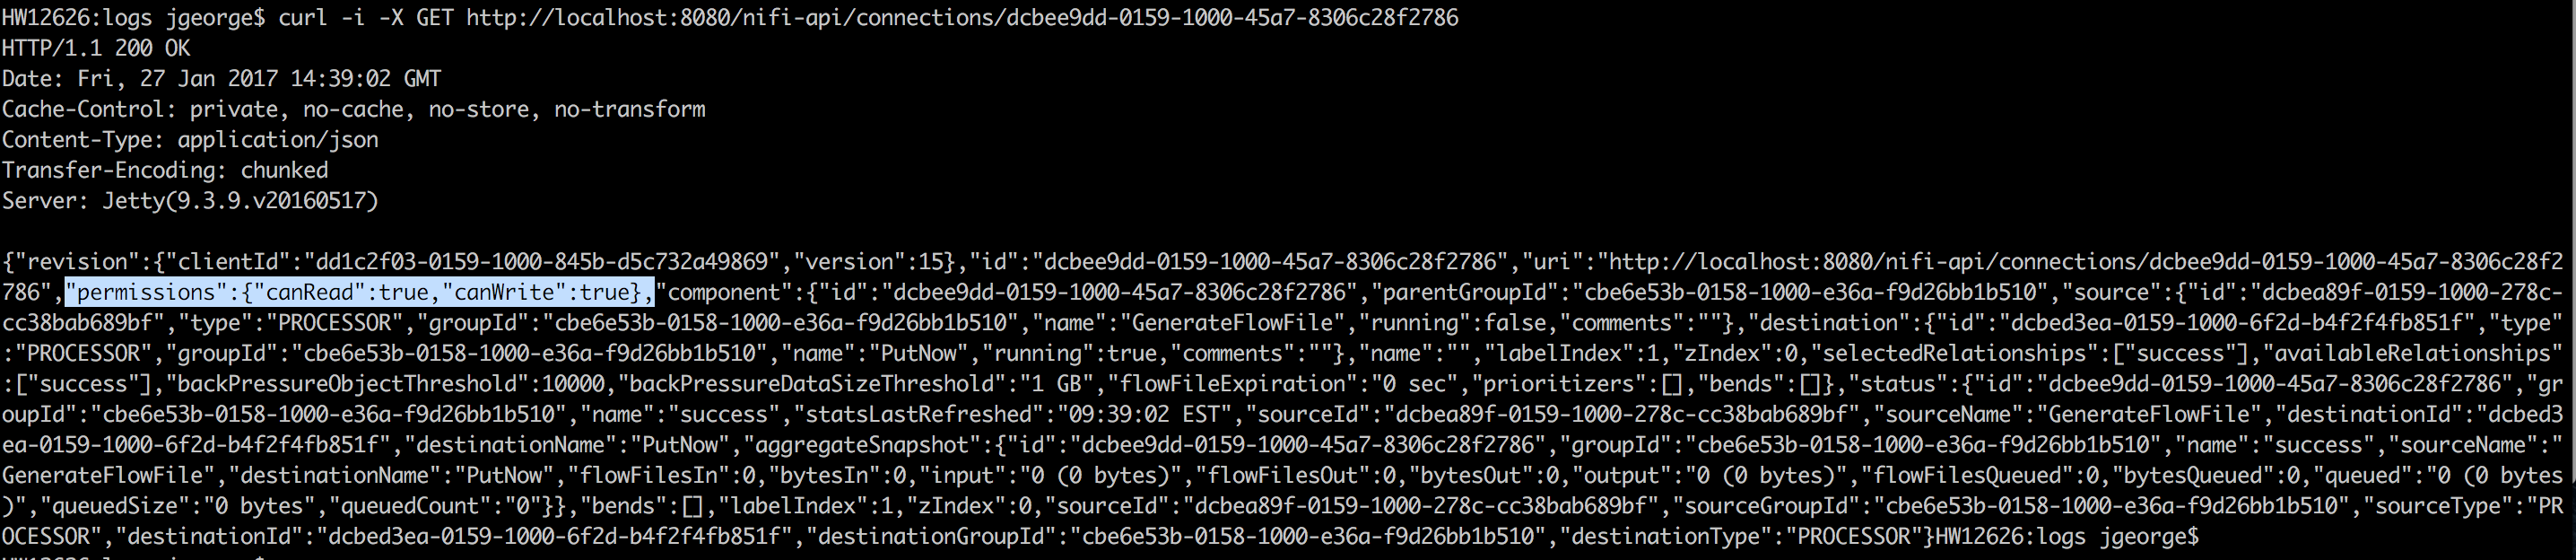 HW12626:logs jgeorge$ curl -i -X GET http://localhost:8080/nifi-api/connections/dcbee9dd-0159-1000-45a7-8306c28f2786
HTTP/1.1 200 OK
Date: Fri, 27 Jan 2017 14:39:02 GMT
Cache-Control: private, no-cache, no-store, no-transform
Content-Type: application/json
Transfer-Encoding: chunked
Server: Jetty(9.3.9.v20160517)
{"revision":{"clientId":"dd1c2f03-0159-1000-845b-d5c732a49869","version":15},"id":"dcbee9dd-0159-1000-45a7-8306c28f2786","uri":"http://localhost:8080/nifi-api/connections/dcbee9dd-0159-1000-45a7-8306c28f2
786","permissions":{"canRead":true,"canWrite":true},"component":{"id":"dcbee9dd-0159-1000-45a7-8306c28f2786","parentGroupId":"cbe6e53b-0158-1000-e36a-f9d26bb1b510","source":{"id":"dcbea89f-0159-1000-278c-
cc38bab689bf","type":"PROCESSOR","groupId":"cbe6e53b-0158-1000-e36a-f9d26bb1b510","name":"GenerateFlowFile","running":false,"comments":""},"destination":{"id":"dcbed3ea-0159-1000-6f2d-b4f2f4fb851f","type"
:"PROCESSOR","groupId":"cbe6e53b-0158-1000-e36a-f9d26bb1b510","name":"PutNow","running":true,"comments":""},"name":"","labelIndex":1,"zIndex":0,"selectedRelationships":["success"],"availableRelationships"
:["success"],"backPressureObjectThreshold":10000,"backPressureDataSizeThreshold":"1 GB","flowFileExpiration":"0 sec","prioritizers":[],"bends":[]},"status":{"id":"dcbee9dd-0159-1000-45a7-8306c28f2786","gr
oupId":"cbe6e53b-0158-1000-e36a-f9d26bb1b510","name":"success","statsLastRefreshed":"09:39:02 EST","sourceId":"dcbea89f-0159-1000-278c-cc38bab689bf","sourceName":"GenerateFlowFile","destinationId":"dcbed3
ea-0159-1000-6f2d-b4f2f4fb851f","destinationName":"PutNow","aggregateSnapshot":{"id":"dcbee9dd-0159-1000-45a7-8306c28f2786","groupId":"cbe6e53b-0158-1000-e36a-f9d26bb1b510","name":"success","sourceName":"
GenerateFlowFile","destinationName":"PutNow","flowFilesIn":0,"bytesIn":0,"input":"0 (0 bytes)","flowFilesOut":0,"bytesOut":0,"output":"0 (0 bytes)","flowFilesQueued":0,"bytesQueued":0,"queued":"0 (0 bytes
)","queuedSize":"0 bytes","queuedCount":"0"}},"bends":[],"labelIndex":1,"zIndex":0,"sourceId":"dcbea89f-0159-1000-278c-cc38bab689bf","sourceGroupId":"cbe6e53b-0158-1000-e36a-f9d26bb1b510","sourceType":"PR
OCESSOR","destinationId":"dcbed3ea-0159-1000-6f2d-b4f2f4fb851f","destinationGroupId":"cbe6e53b-0158-1000-e36a-f9d26bb1b510","destinationType":"PROCESSOR"}HW12626:logs jgeorge$